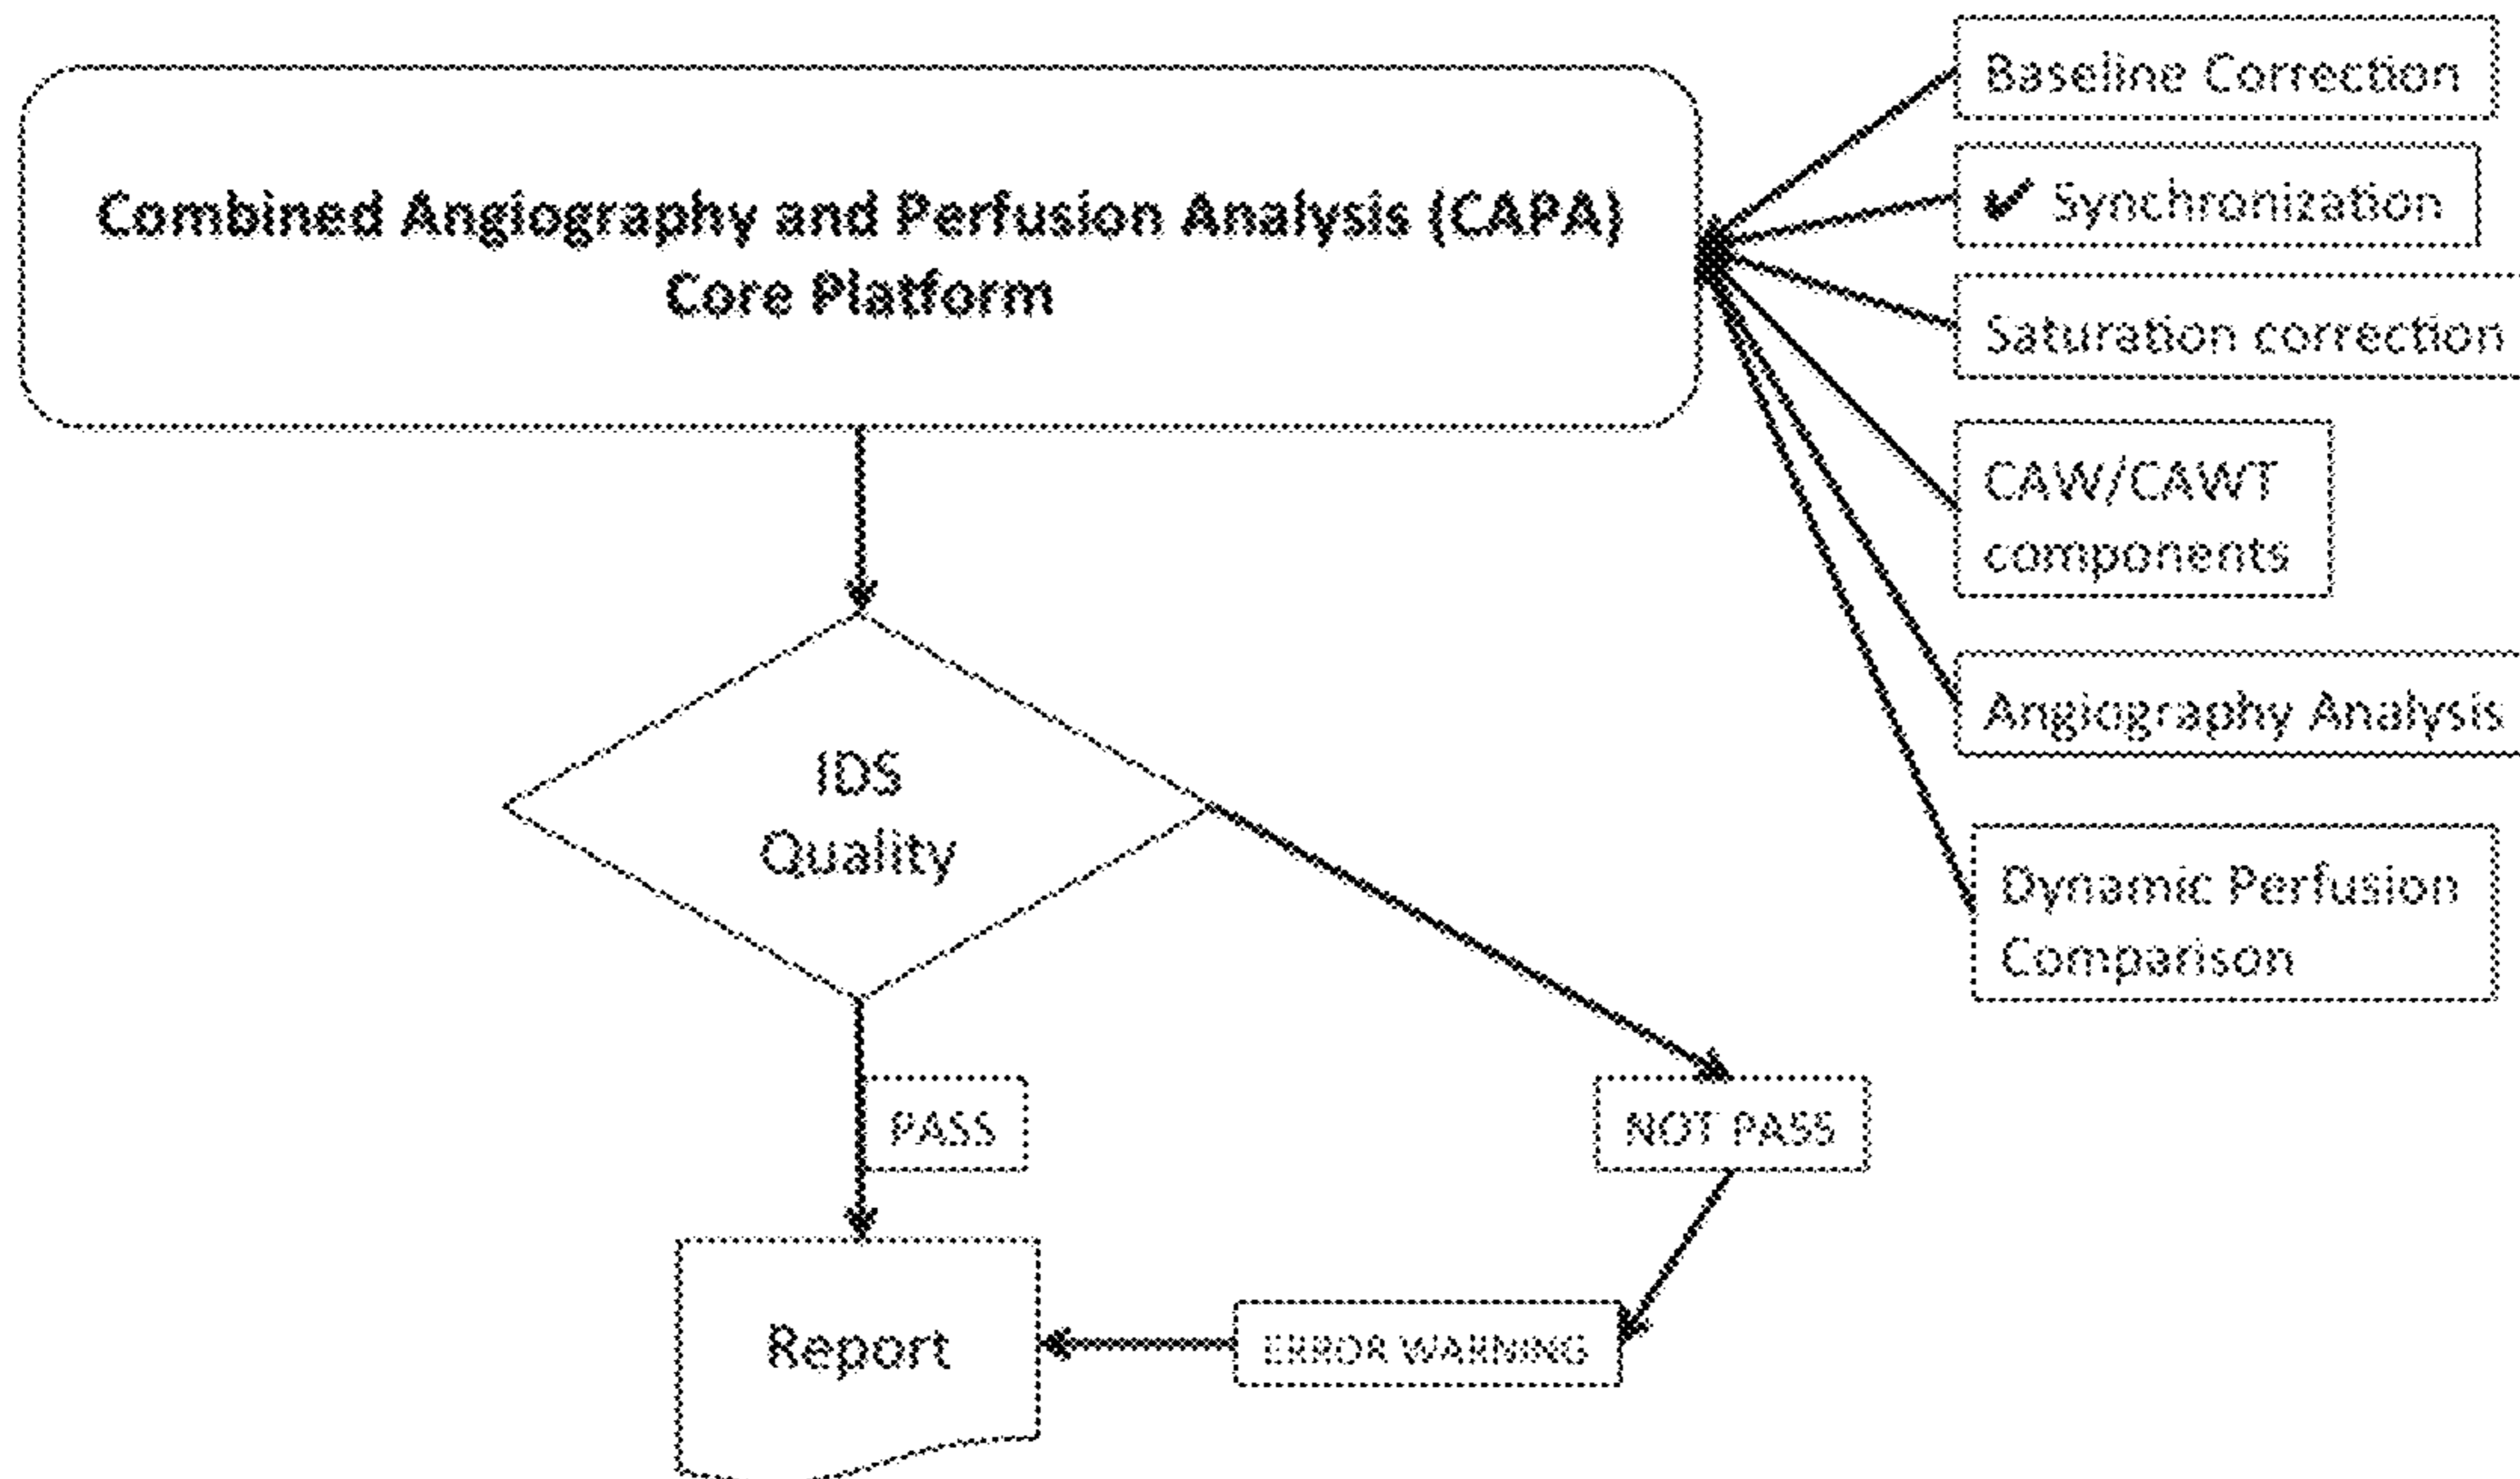 Combined Angiography and Perfusion Analysis (CAPA)
Core Platform
Baseline Correction
✔ Synchronization
Saturation correction
CAW/CAWT
components
Angiography Analysis
Dynamic Perfusion
Comparison
IDS
Quality
PASS
NOT PASS
Report
ERROR WARNING